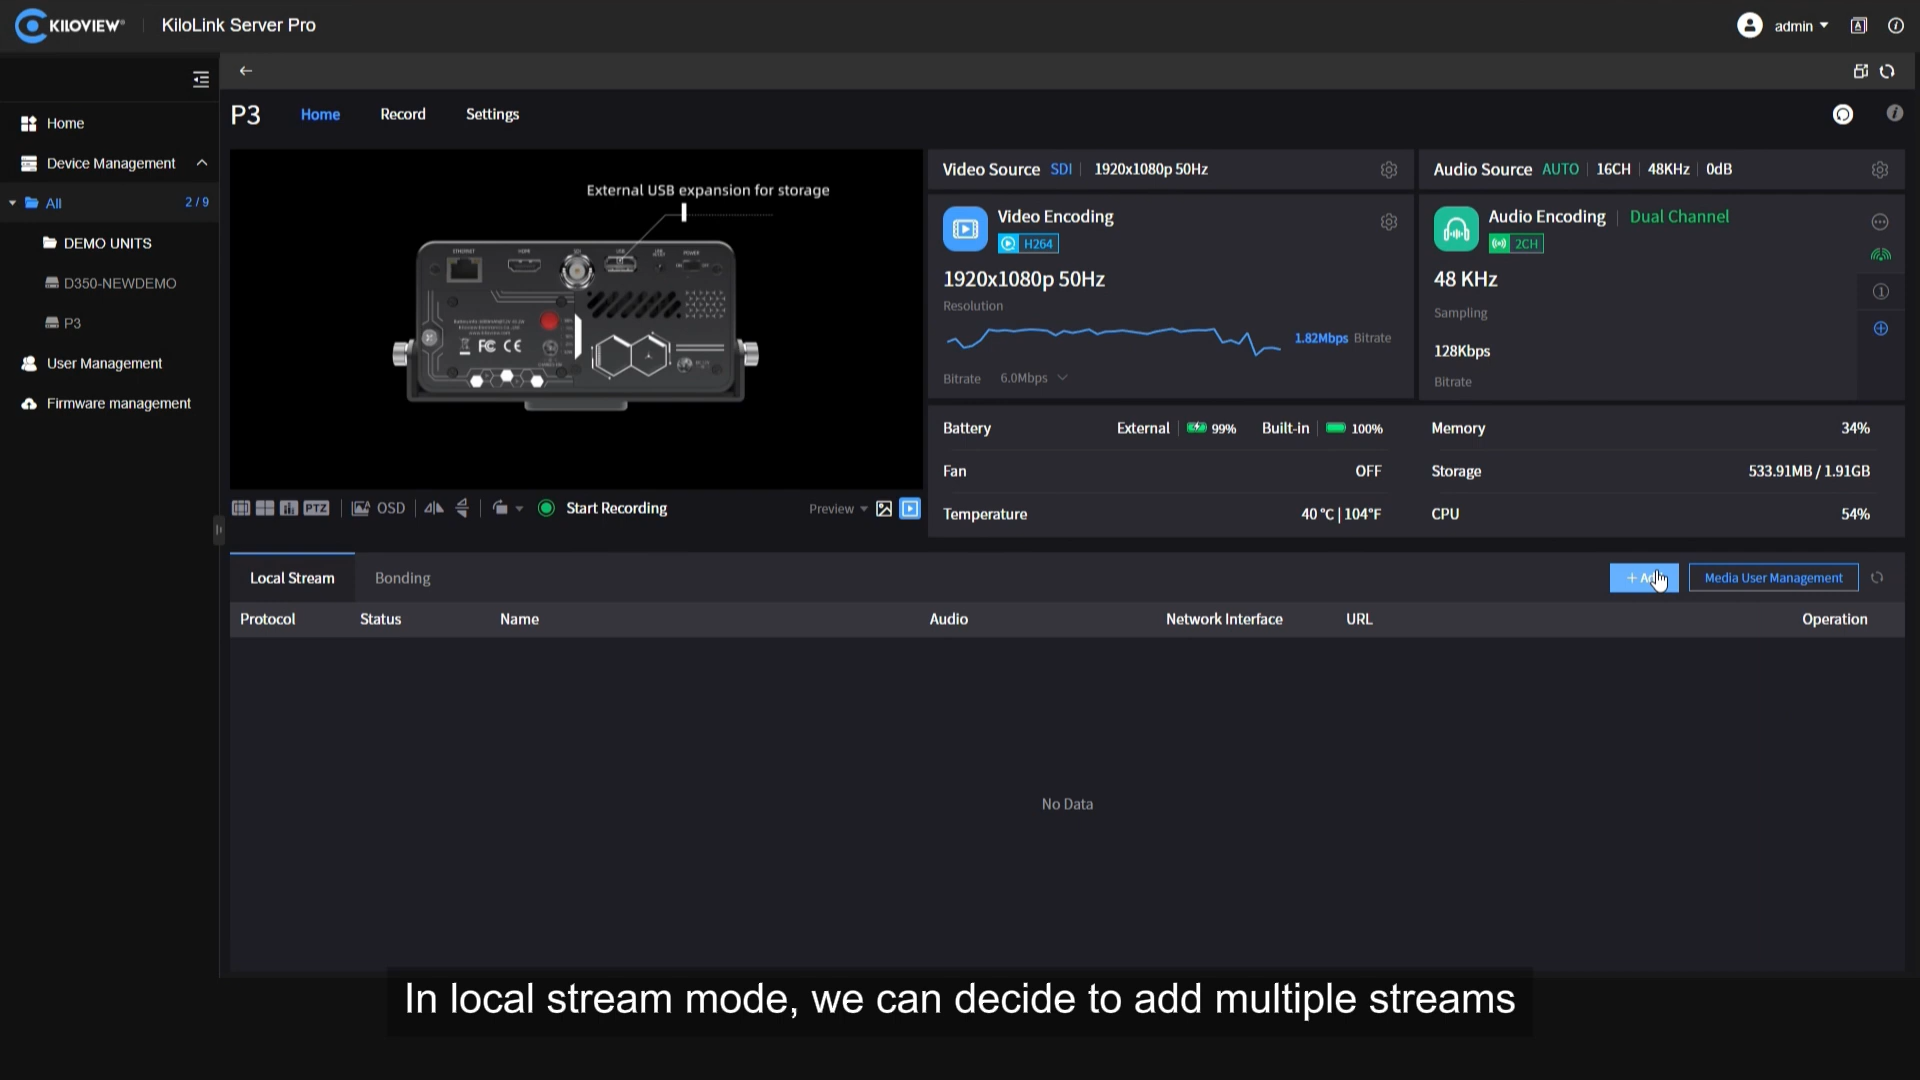 KILOVIEW
KiloLink Server Pro
admin
Home
Device Management
All 2 / 9
DEMO UNITS
D350-NEWDEMO
P3
User Management
Firmware management
P3 Home Record Settings
External USB expansion for storage
ETHERNET HDMI SDI USB POWER
FC CE
PTZ OSD Start Recording Preview
Video Source SDI 1920x1080p 50Hz
Video Encoding
H264
1920x1080p 50Hz
Resolution
1.82Mbps Bitrate
Bitrate 6.0Mbps
Audio Source AUTO 16CH 48KHz 0dB
Audio Encoding Dual Channel
2CH
48 KHz
Sampling
128Kbps
Bitrate
Battery External 99% Built-in 100%
Fan OFF
Temperature 40 °C | 104°F
Memory 34%
Storage 533.91MB / 1.91GB
CPU 54%
Local Stream Bonding
+ Media User Management
Protocol Status Name Audio Network Interface URL Operation
No Data
In local stream mode, we can decide to add multiple streams